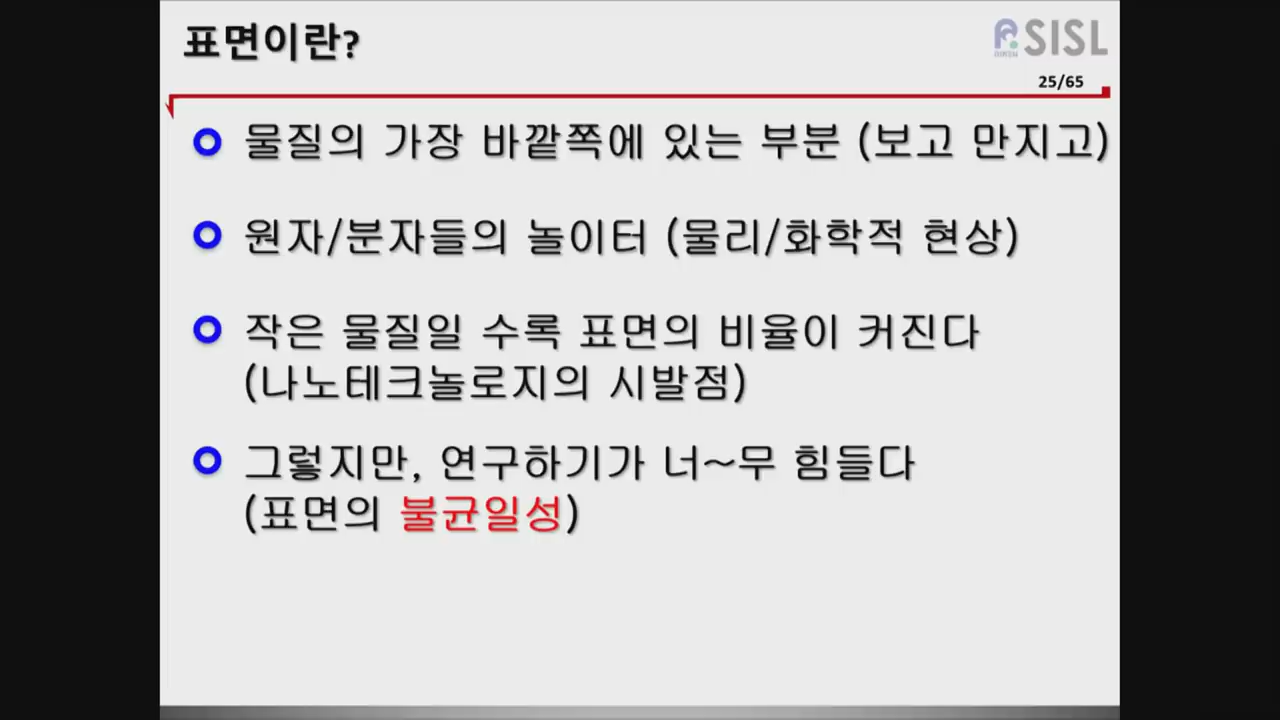 표면이란?
SISL
RIKEN
25/65
물질의 가장 바깥쪽에 있는 부분 (보고 만지고)
원자/분자들의 놀이터 (물리/화학적 현상)
작은 물질일 수록 표면의 비율이 커진다
(나노테크놀로지의 시발점)
그렇지만, 연구하기가 너~무 힘들다
(표면의 불균일성)